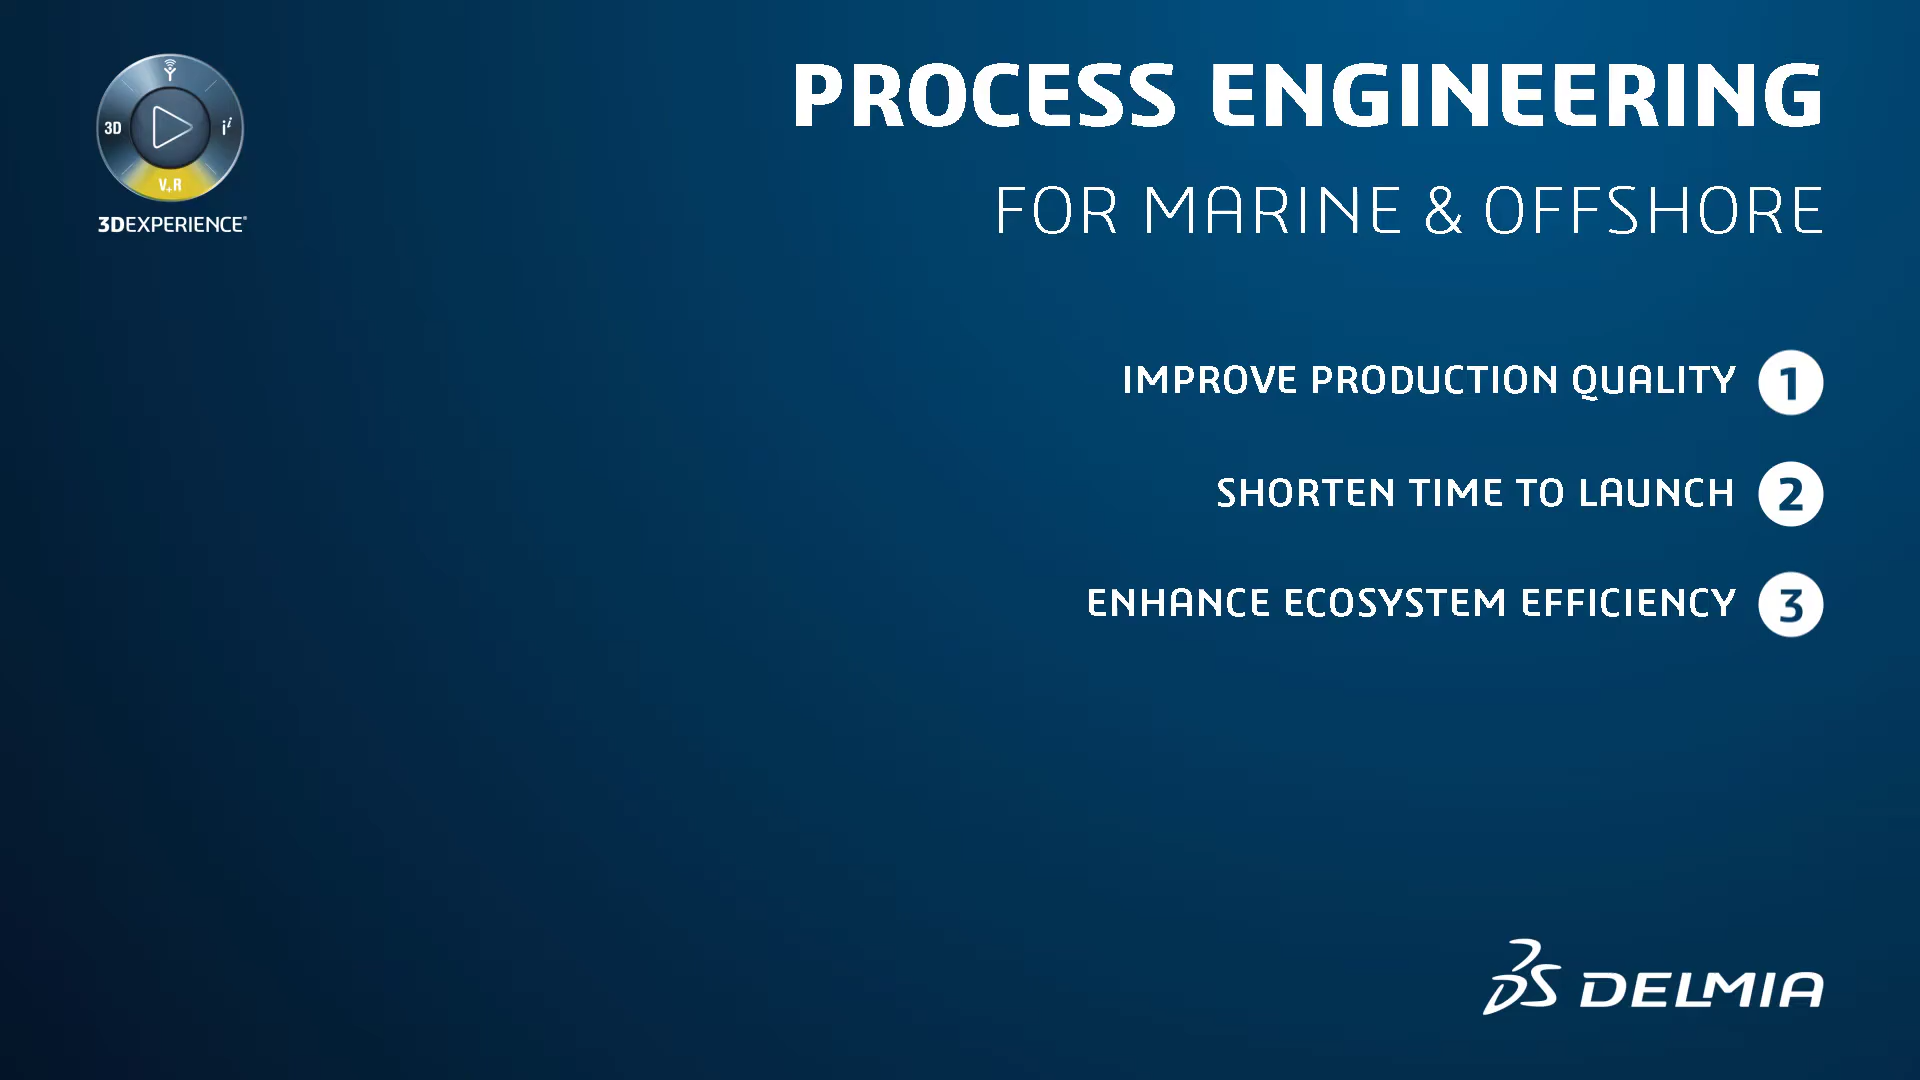 PROCESS ENGINEERING
FOR MARINE & OFFSHORE
3D
V+R
i i
3DEXPERIENCE®
IMPROVE PRODUCTION QUALITY 1
SHORTEN TIME TO LAUNCH 2
ENHANCE ECOSYSTEM EFFICIENCY 3
3S DELMIA